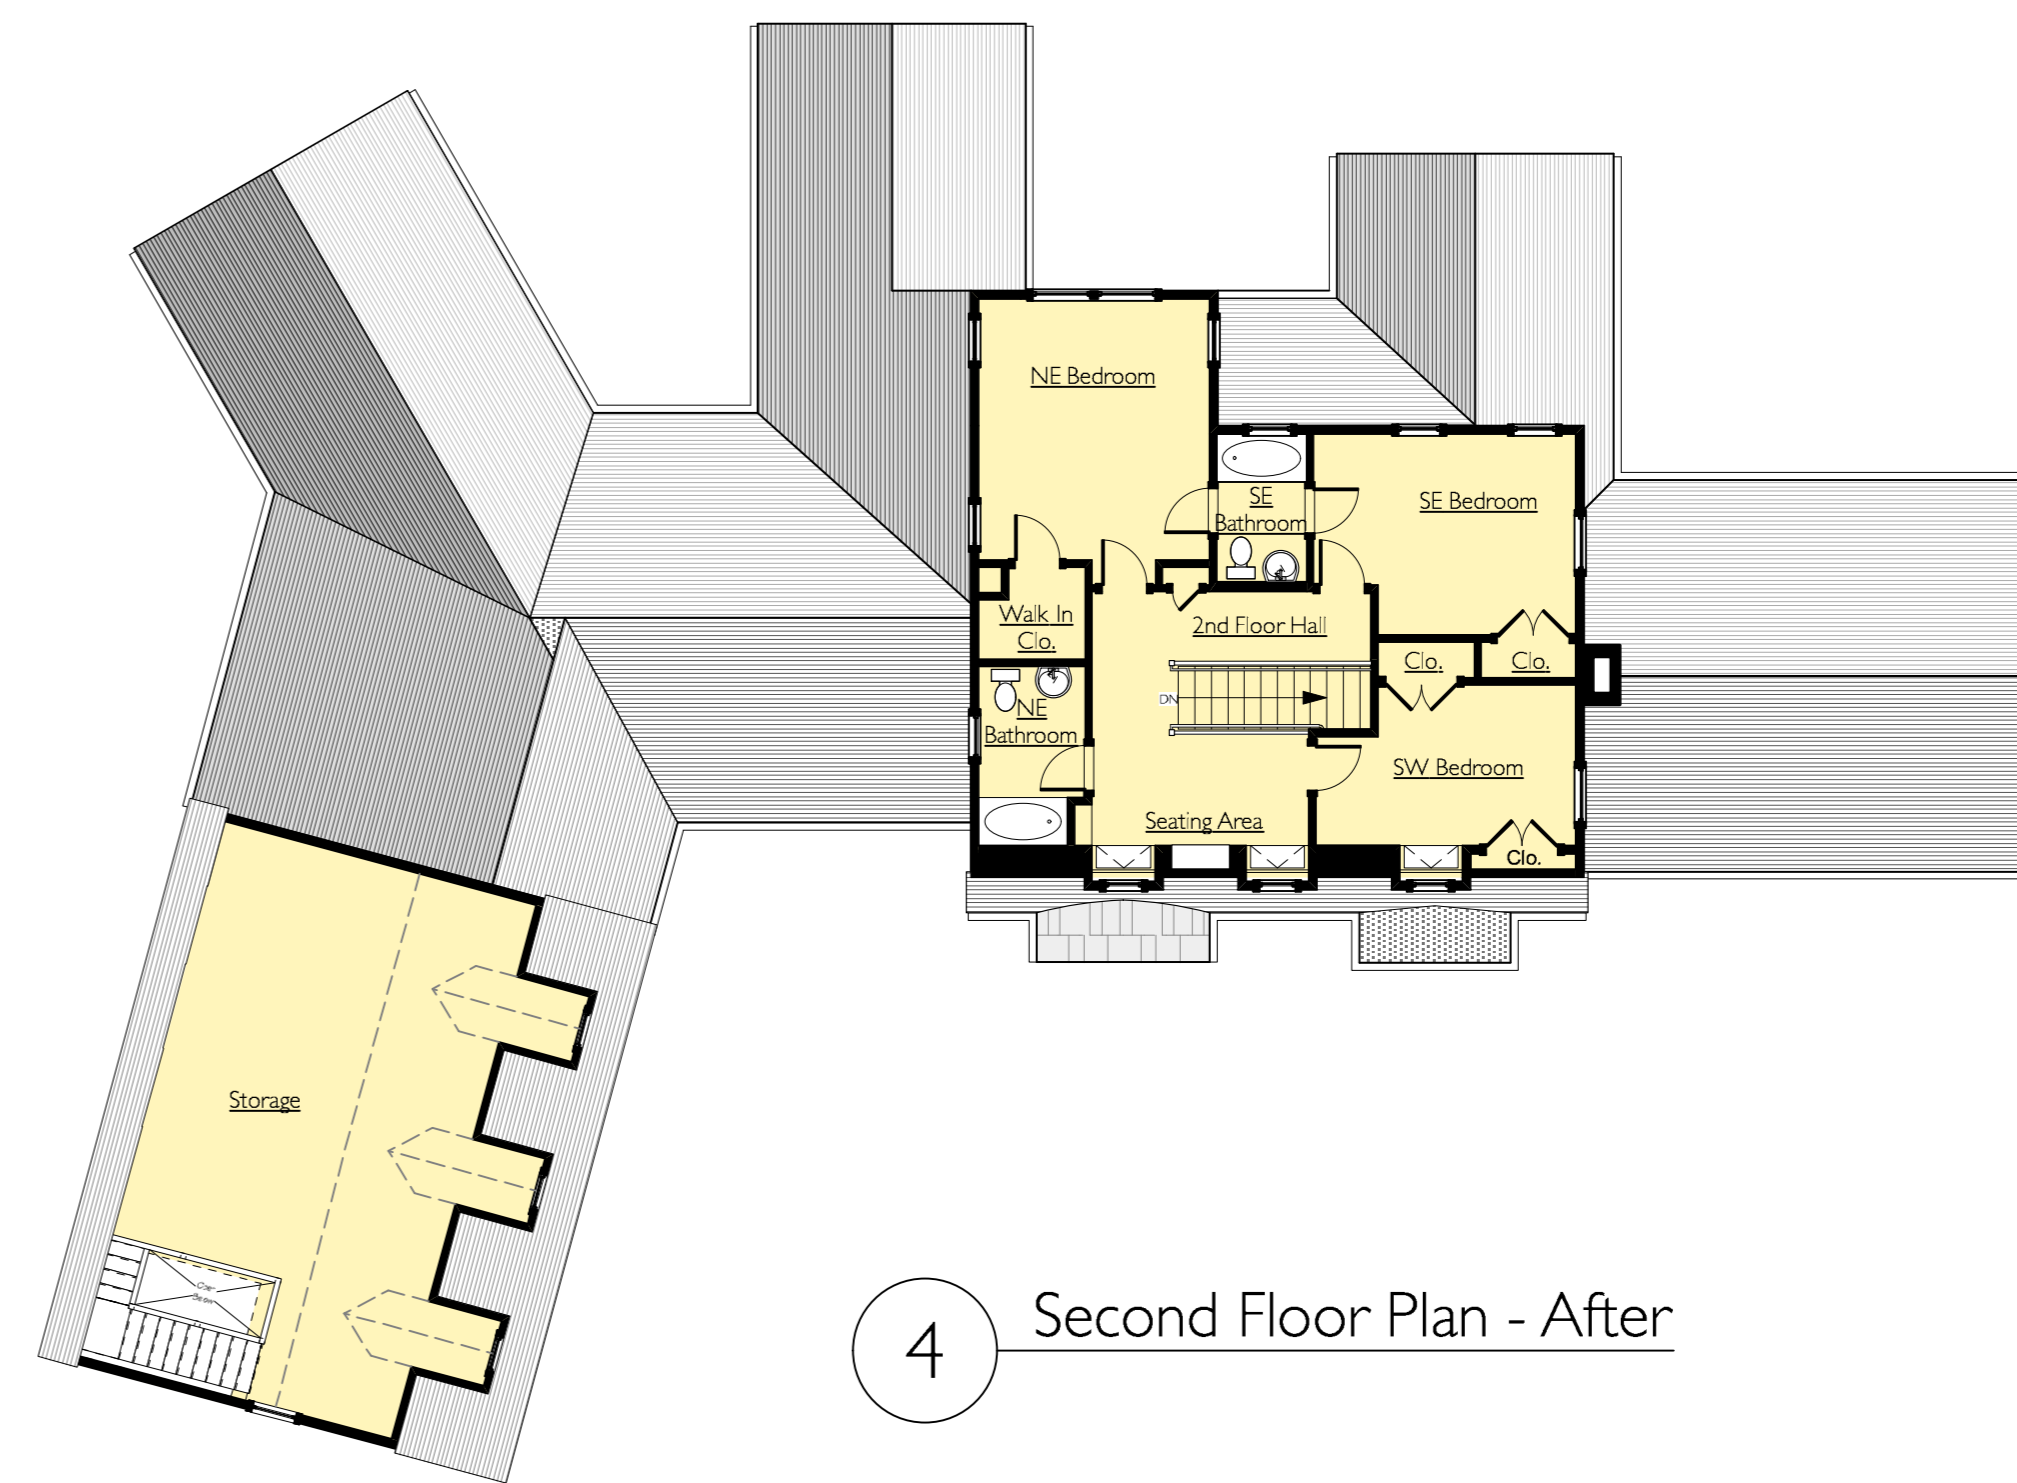 NE Bedroom
SE
Bathroom
SE Bedroom
Walk In
Clo.
2nd Floor Hall
Clo.
Clo.
DN
NE
Bathroom
SW Bedroom
Seating Area
Clo.
Storage
4
Second Floor Plan - After